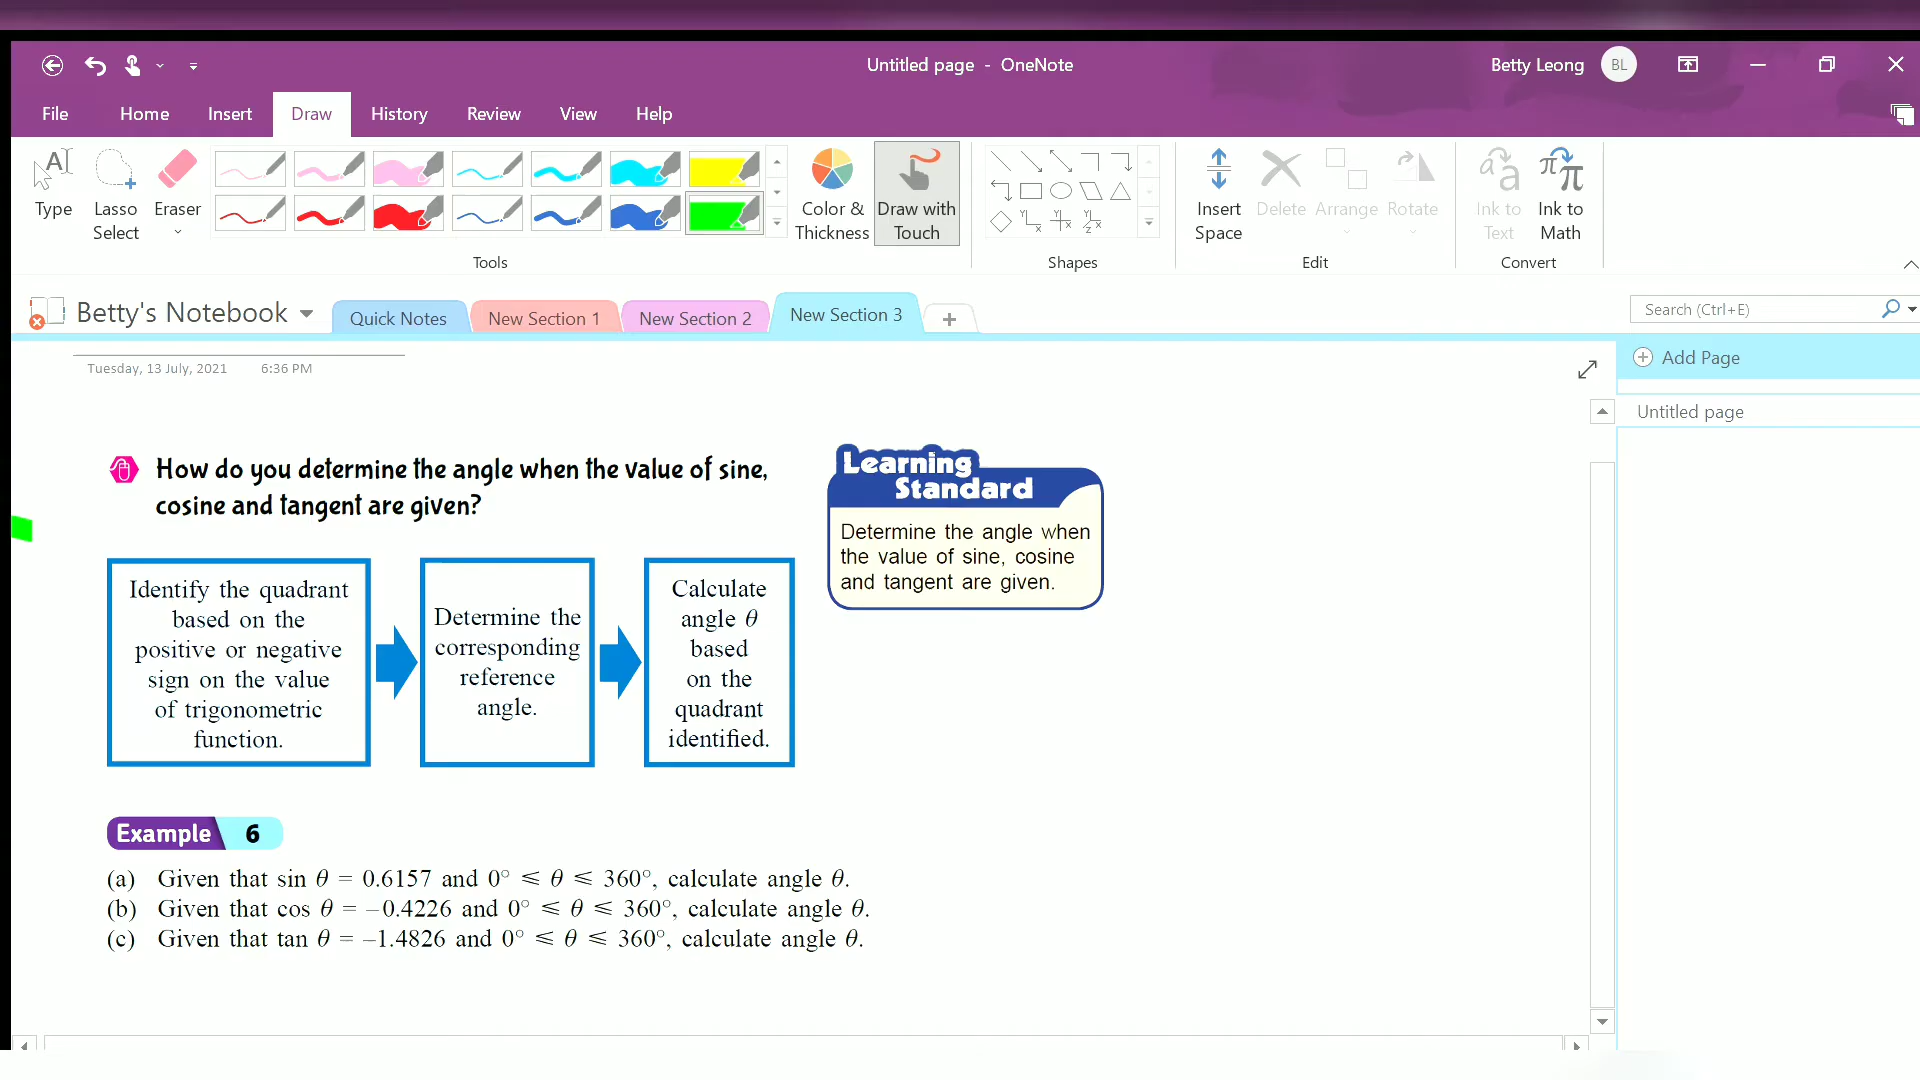 Untitled page - OneNote
Betty Leong
BL
File
Home
Insert
Draw
History
Review
View
Help
Type
Lasso
Select
Eraser
Color &
Thickness
Draw with
Touch
Insert
Space
Delete
Arrange
Rotate
Ink to
Text
Ink to
Math
Tools
Shapes
Edit
Convert
Betty's Notebook
Quick Notes
New Section 1
New Section 2
New Section 3
Search (Ctrl+E)
Add Page
Untitled page
Tuesday, 13 July, 2021 6:36 PM
How do you determine the angle when the value of sine,
cosine and tangent are given?
Learning
Standard
Determine the angle when
the value of sine, cosine
and tangent are given.
Identify the quadrant
based on the
positive or negative
sign on the value
of trigonometric
function.
Determine the
corresponding
reference
angle.
Calculate
angle θ
based
on the
quadrant
identified.
Example 6
(a) Given that sin θ = 0.6157 and 0° ⩽ θ ⩽ 360°, calculate angle θ.
(b) Given that cos θ = −0.4226 and 0° ⩽ θ ⩽ 360°, calculate angle θ.
(c) Given that tan θ = −1.4826 and 0° ⩽ θ ⩽ 360°, calculate angle θ.